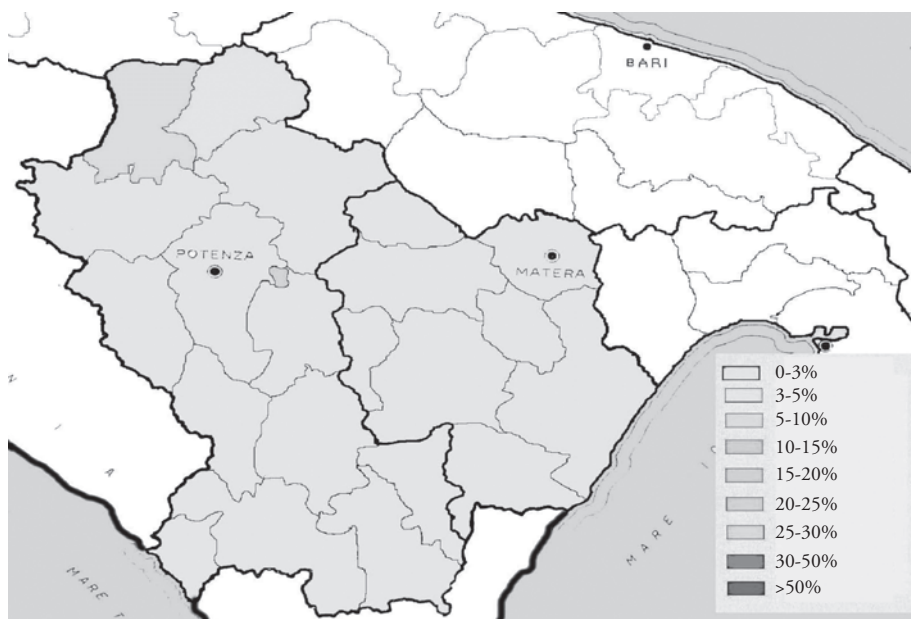 BARI
POTENZA
MATERA
N
I
A
I O
MARE
MARE T
0-3%
3-5%
5-10%
10-15%
15-20%
20-25%
25-30%
30-50%
>50%